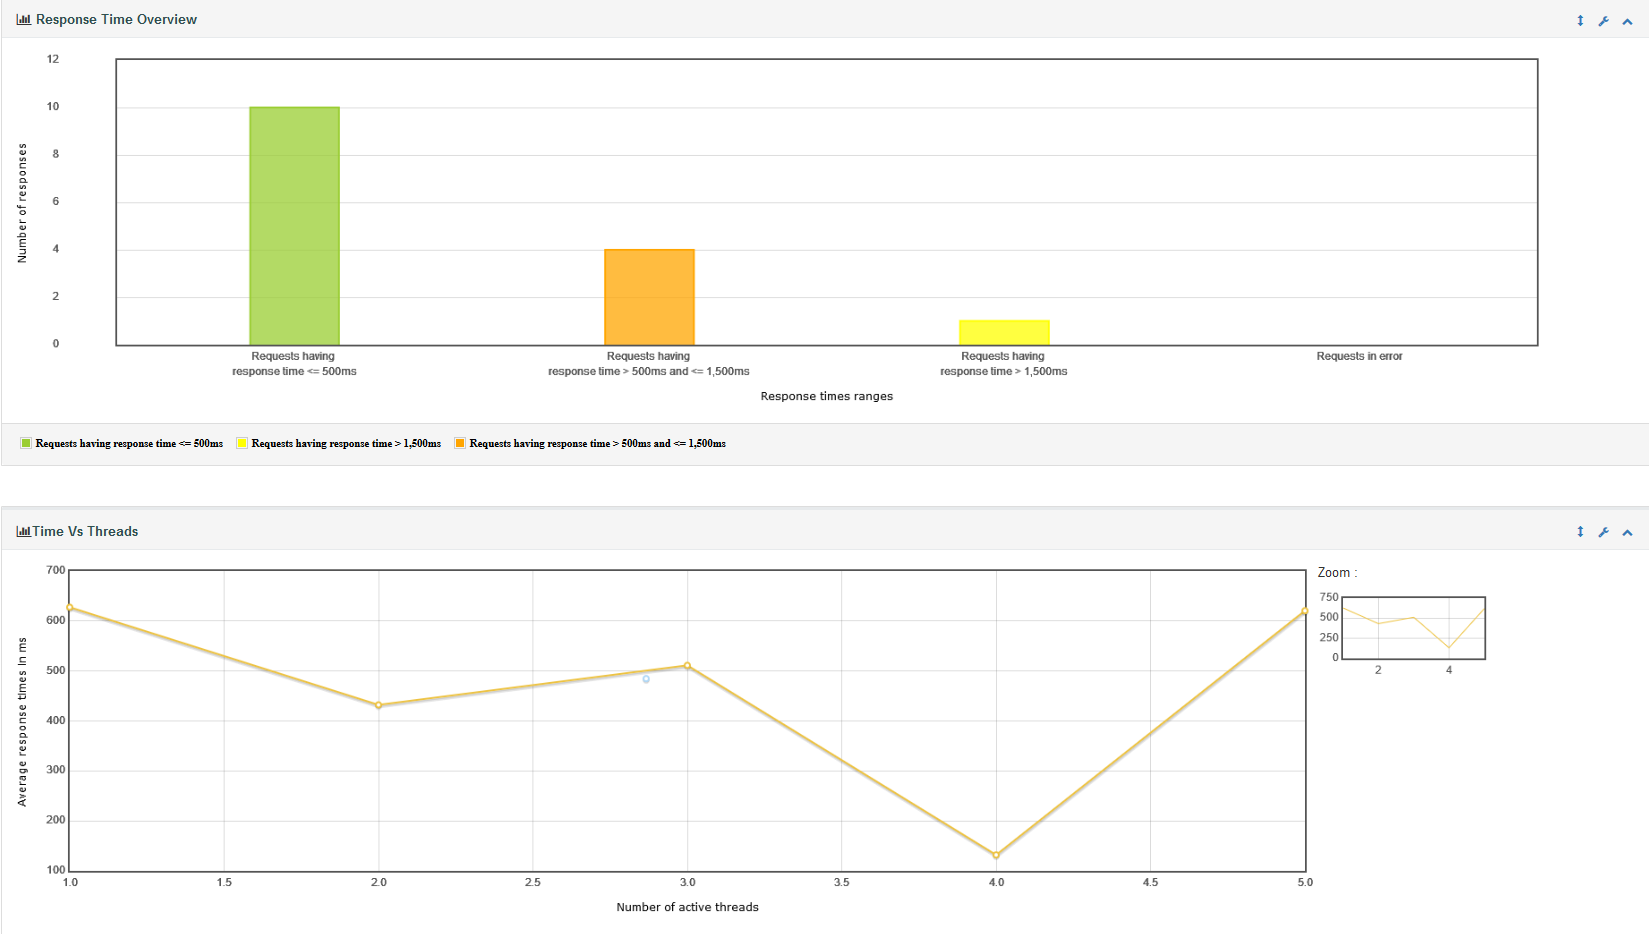 Response Time Overview
12
10
8
6
4
2
0
Number of responses
Requests having
response time <= 500ms
Requests having
response time > 500ms and <= 1,500ms
Requests having
response time > 1,500ms
Requests in error
Response times ranges
Requests having response time <= 500ms Requests having response time > 1,500ms Requests having response time > 500ms and <= 1,500ms
Time Vs Threads
700
600
500
400
300
200
100
Average response times In ms
1.0 1.5 2.0 2.5 3.0 3.5 4.0 4.5 5.0
Number of active threads
Zoom :
750
500
250
0
2 4